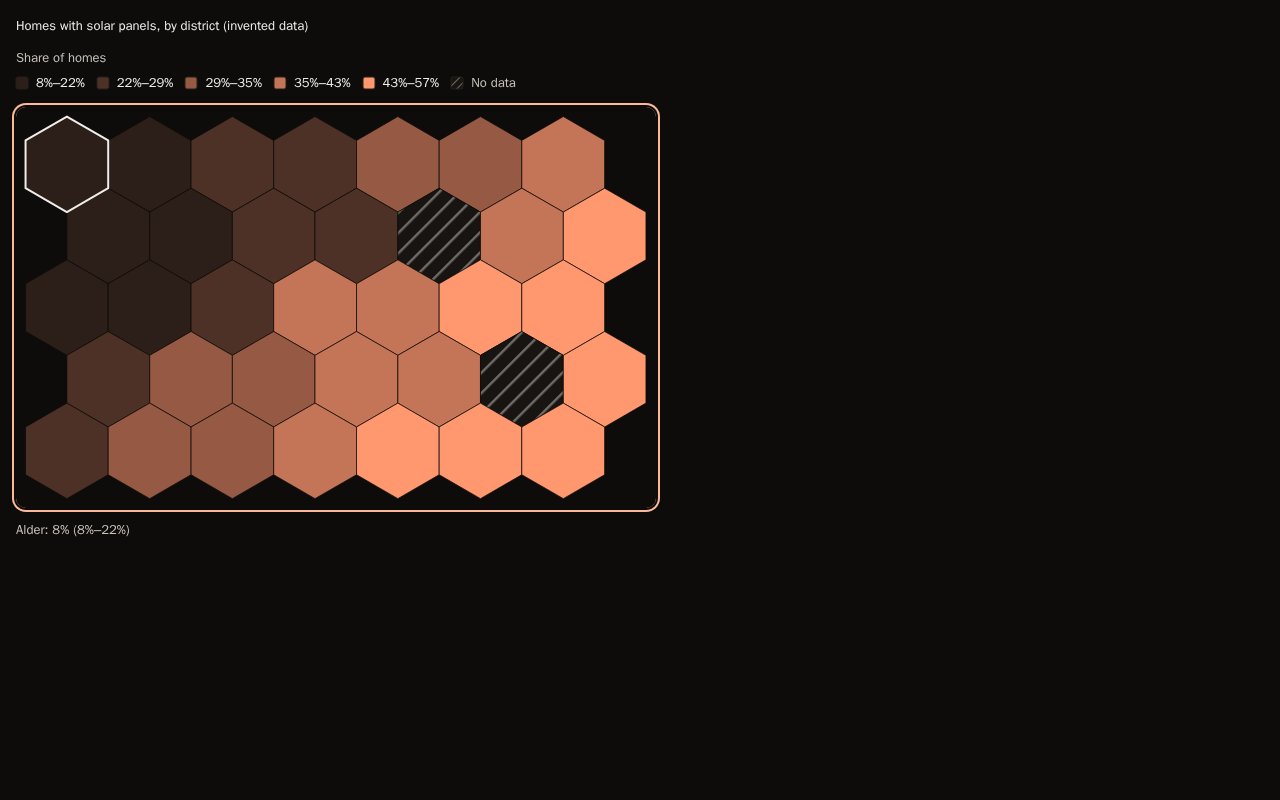 Homes with solar panels, by district (invented data)
Share of homes
8%–22% 22%–29% 29%–35% 35%–43% 43%–57% No data
Alder: 8% (8%–22%)